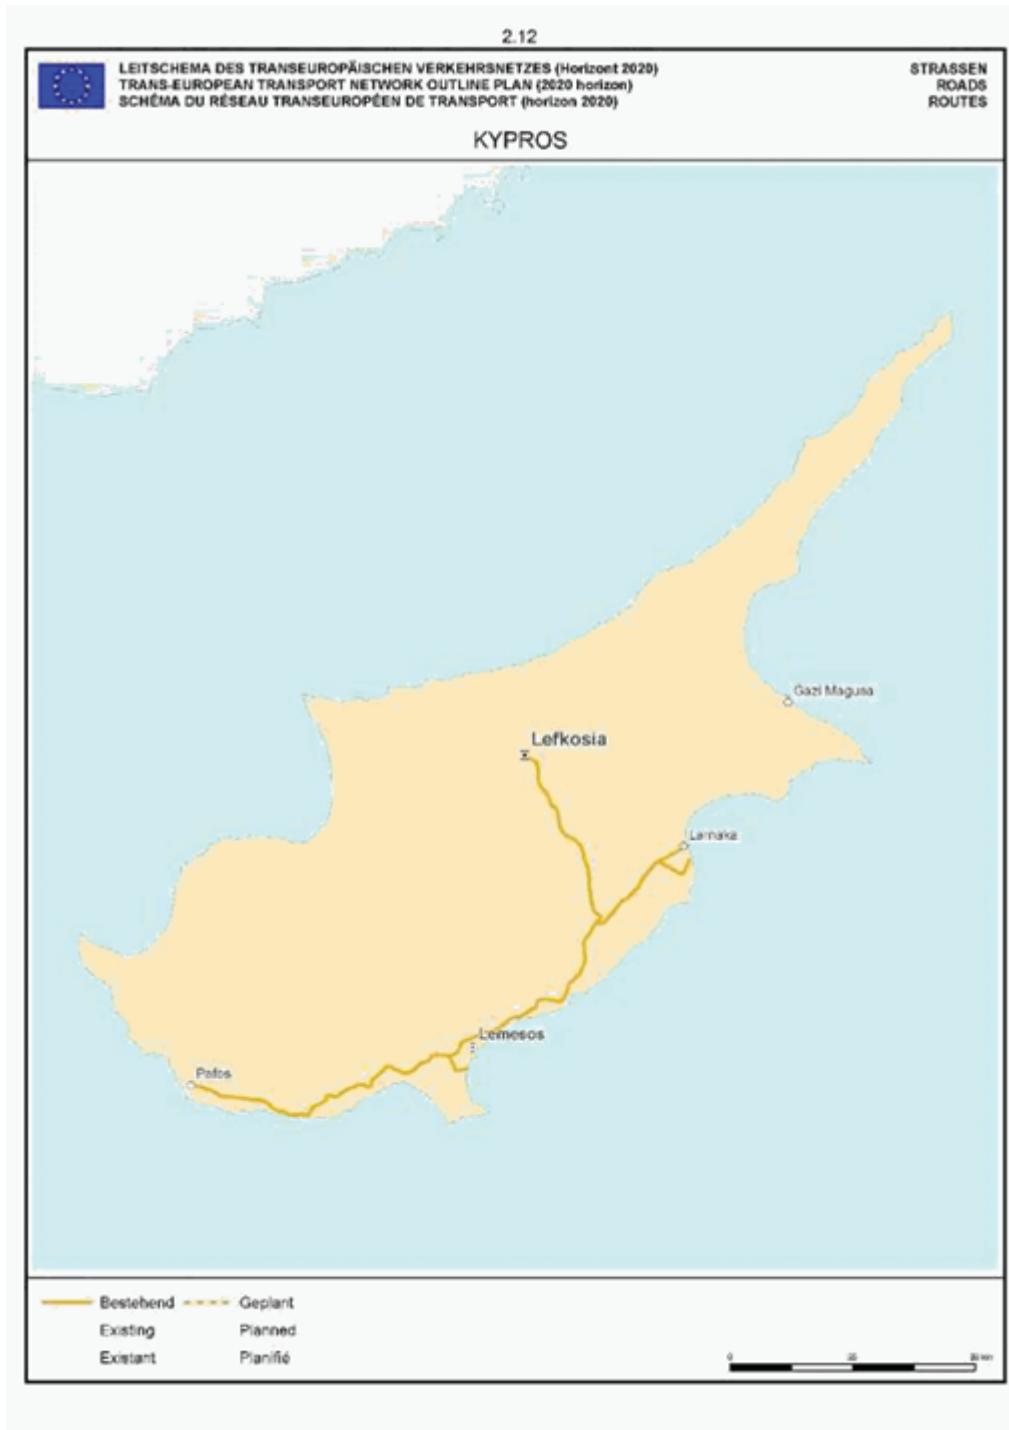 2.12
LEITSCHEMA DES TRANSEUROPÄISCHEN VERKEHRSNETZES (Horizont 2020)
TRANS-EUROPEAN TRANSPORT NETWORK OUTLINE PLAN (2020 horizon)
SCHÉMA DU RÉSEAU TRANSEUROPÉEN DE TRANSPORT (horizon 2020)
STRASSEN
ROADS
ROUTES
KYPROS
Gazi Magusa
Lefkosia
Larnaka
Lemesos
Pafos
Bestehend Geplant
Existing Planned
Existant Planifié
0